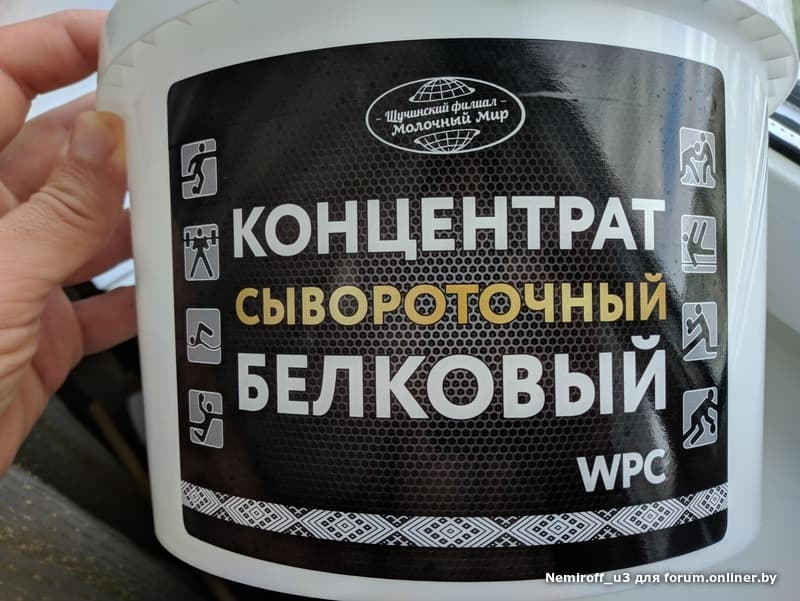 Щучинский филиал
Молочный Мир
КОНЦЕНТРАТ
СЫВОРОТОЧНЫЙ
БЕЛКОВЫЙ
WPC
Nemiroff_u3 для forum.onliner.by